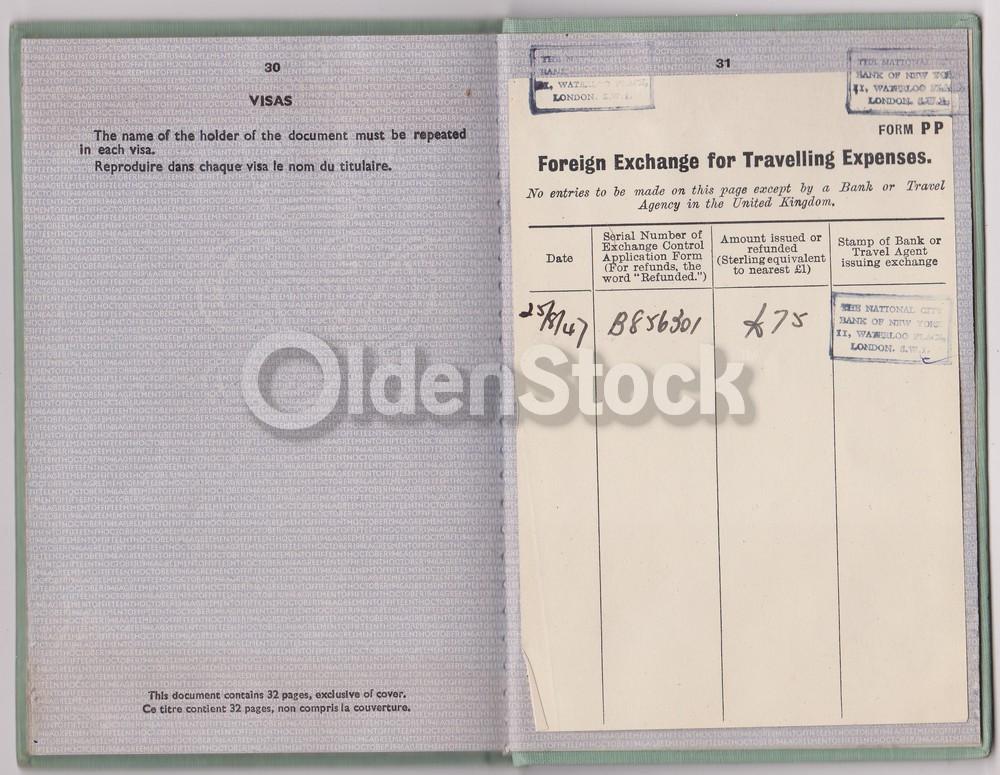 30
VISAS
The name of the holder of the document must be repeated
in each visa.
Reproduire dans chaque visa le nom du titulaire.
This document contains 32 pages, exclusive of cover.
Ce titre contient 32 pages, non compris la couverture.
31
THE
BANK
LONDON. S.W.1.
THE NATIONAL
BANK OF NEW YORK
11, WATERLOO PLACE,
LONDON. S.W.1.
FORM PP
Foreign Exchange for Travelling Expenses.
No entries to be made on this page except by a Bank or Travel
Agency in the United Kingdom.
Date
Serial Number of
Exchange Control
Application Form
(For refunds, the
word "Refunded.")
Amount issued or
refunded
(Sterling equivalent
to nearest £1)
Stamp of Bank or
Travel Agent
issuing exchange
25/8/47
B856301
£75
THE NATIONAL CITY
BANK OF NEW YORK
11, WATERLOO PLACE,
LONDON. S.W.1.
OldenStock